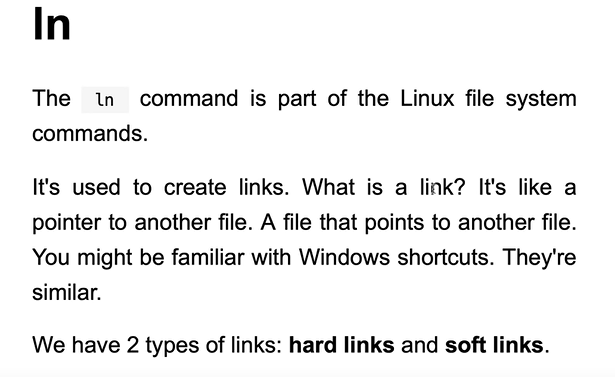 ln
The ln command is part of the Linux file system
commands.
It's used to create links. What is a link? It's like a
pointer to another file. A file that points to another file.
You might be familiar with Windows shortcuts. They're
similar.
We have 2 types of links: hard links and soft links.